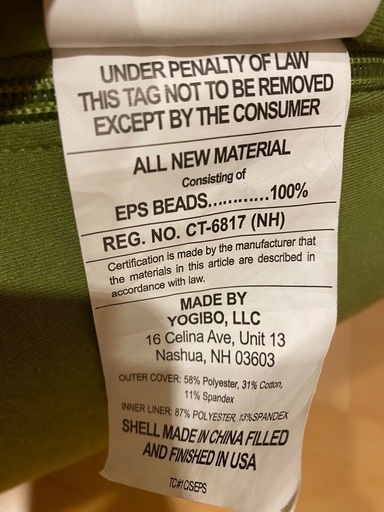 UNDER PENALTY OF LAW
THIS TAG NOT TO BE REMOVED
EXCEPT BY THE CONSUMER
ALL NEW MATERIAL
Consisting of
EPS BEADS............100%
REG. NO. CT-6817 (NH)
Certification is made by the manufacturer that
the materials in this article are described in
accordance with law.
MADE BY
YOGIBO, LLC
16 Celina Ave, Unit 13
Nashua, NH 03603
OUTER COVER: 58% Polyester, 31% Cotton,
11% Spandex
INNER LINER: 87% POLYESTER, 13%SPANDEX
SHELL MADE IN CHINA FILLED
AND FINISHED IN USA
TC#1CSEPS